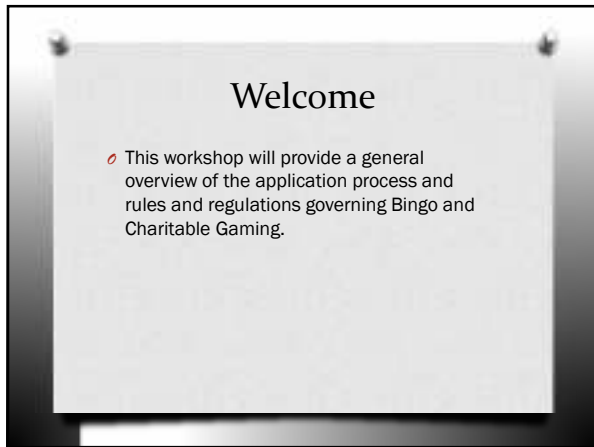 Welcome
This workshop will provide a general
overview of the application process and
rules and regulations governing Bingo and
Charitable Gaming.